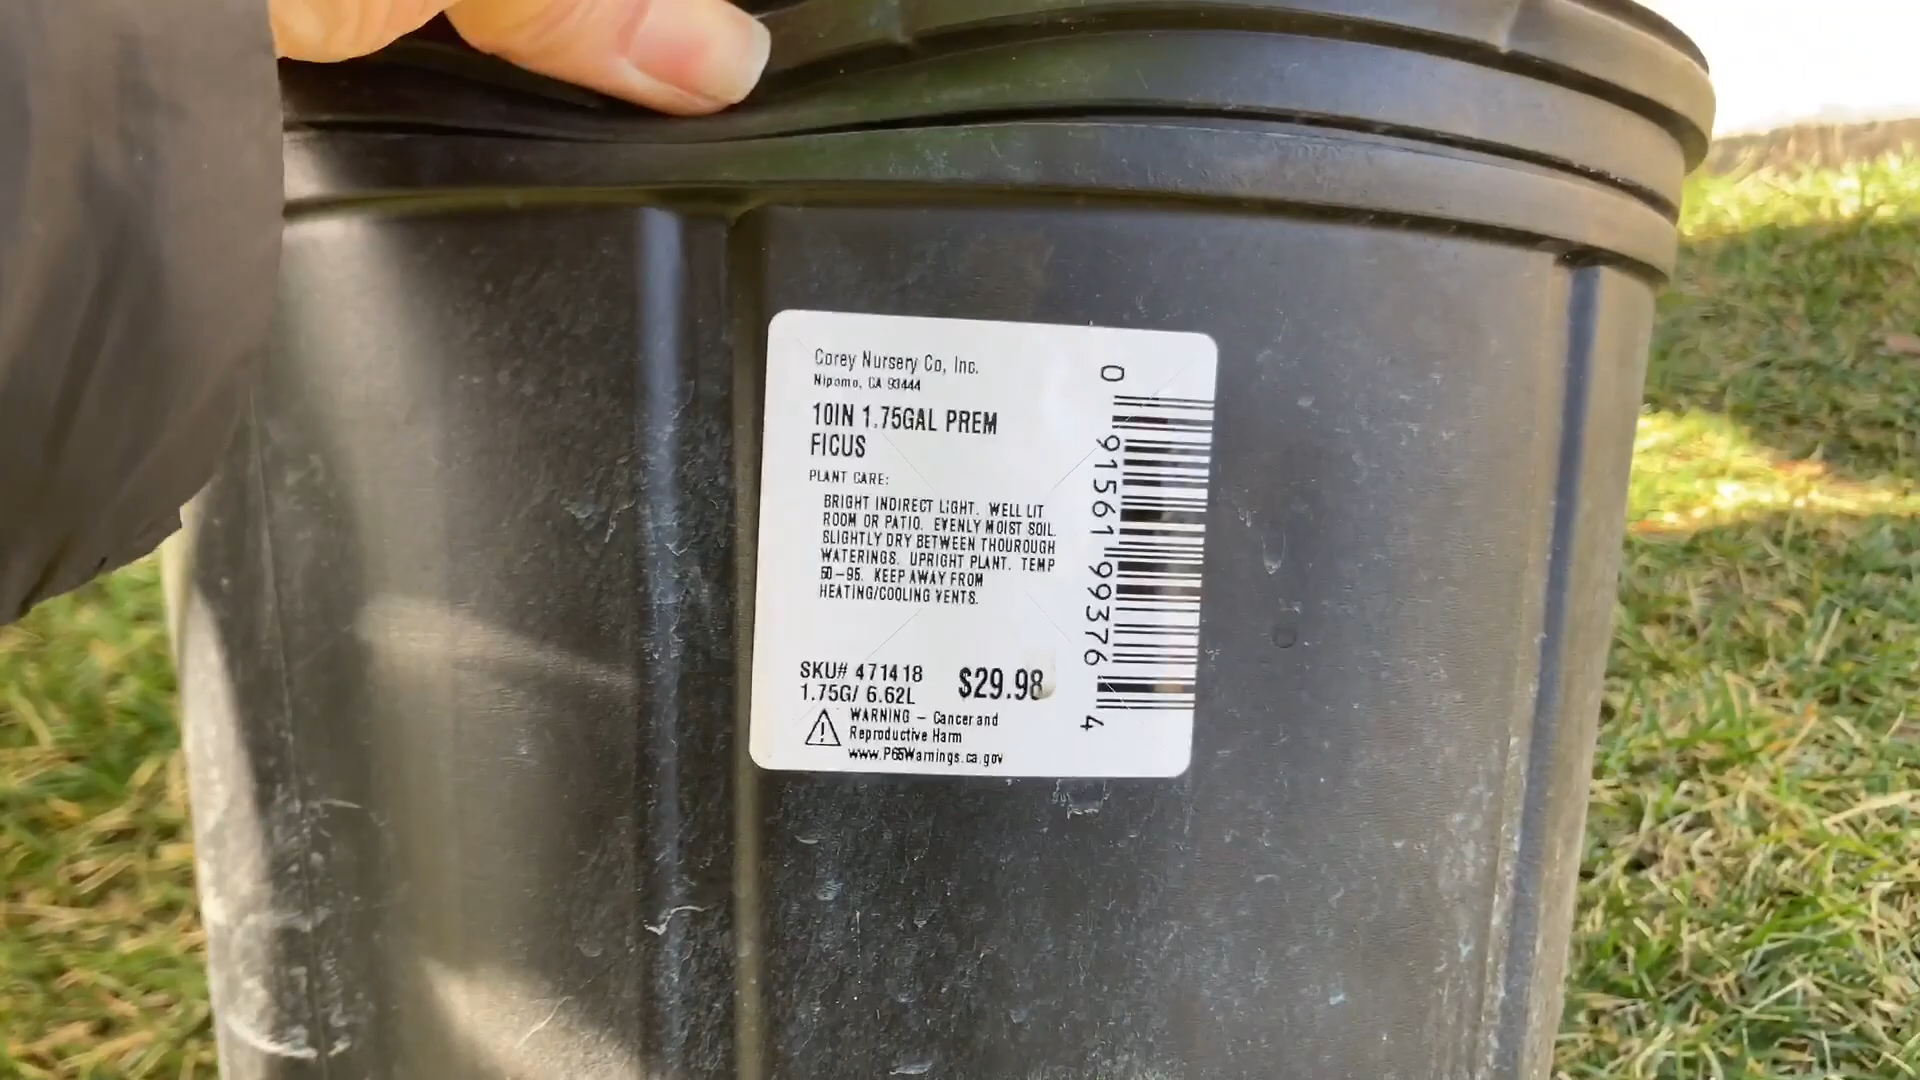 Corey Nursery Co, Inc.
Nipomo, CA 93444
10IN 1.75GAL PREM
FICUS
PLANT CARE:
BRIGHT INDIRECT LIGHT. WELL LIT
ROOM OR PATIO. EVENLY MOIST SOIL.
SLIGHTLY DRY BETWEEN THOUROUGH
WATERINGS. UPRIGHT PLANT. TEMP
60-95. KEEP AWAY FROM
HEATING/COOLING VENTS.
SKU# 471418
1.75G/ 6.62L
$29.98
WARNING - Cancer and
Reproductive Harm
www.P65Warnings.ca.gov
0 91561 99376 4